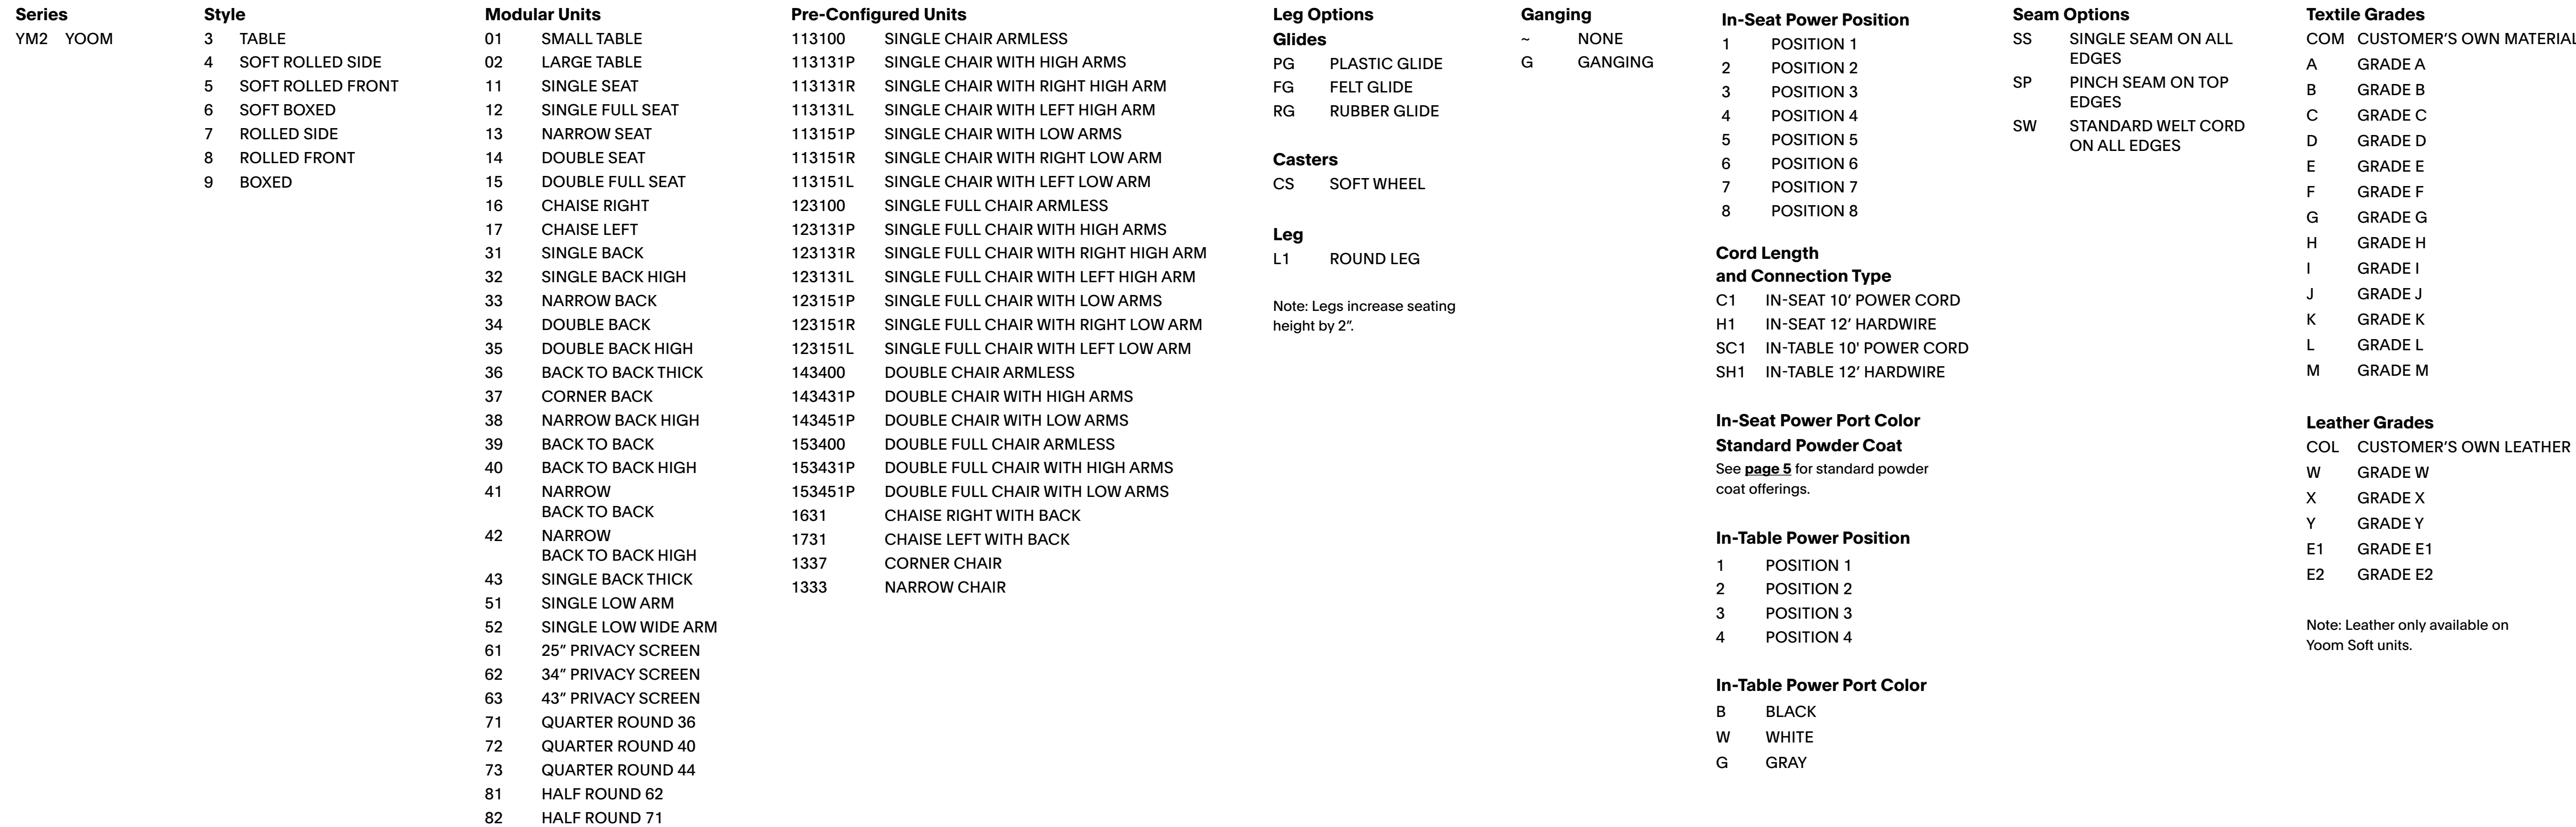 Series
YM2 YOOM
Style
3 TABLE
4 SOFT ROLLED SIDE
5 SOFT ROLLED FRONT
6 SOFT BOXED
7 ROLLED SIDE
8 ROLLED FRONT
9 BOXED
Modular Units
01 SMALL TABLE
02 LARGE TABLE
11 SINGLE SEAT
12 SINGLE FULL SEAT
13 NARROW SEAT
14 DOUBLE SEAT
15 DOUBLE FULL SEAT
16 CHAISE RIGHT
17 CHAISE LEFT
31 SINGLE BACK
32 SINGLE BACK HIGH
33 NARROW BACK
34 DOUBLE BACK
35 DOUBLE BACK HIGH
36 BACK TO BACK THICK
37 CORNER BACK
38 NARROW BACK HIGH
39 BACK TO BACK
40 BACK TO BACK HIGH
41 NARROW
BACK TO BACK
42 NARROW
BACK TO BACK HIGH
43 SINGLE BACK THICK
51 SINGLE LOW ARM
52 SINGLE LOW WIDE ARM
61 25″ PRIVACY SCREEN
62 34″ PRIVACY SCREEN
63 43″ PRIVACY SCREEN
71 QUARTER ROUND 36
72 QUARTER ROUND 40
73 QUARTER ROUND 44
81 HALF ROUND 62
82 HALF ROUND 71
Pre-Configured Units
113100 SINGLE CHAIR ARMLESS
113131P SINGLE CHAIR WITH HIGH ARMS
113131R SINGLE CHAIR WITH RIGHT HIGH ARM
113131L SINGLE CHAIR WITH LEFT HIGH ARM
113151P SINGLE CHAIR WITH LOW ARMS
113151R SINGLE CHAIR WITH RIGHT LOW ARM
113151L SINGLE CHAIR WITH LEFT LOW ARM
123100 SINGLE FULL CHAIR ARMLESS
123131P SINGLE FULL CHAIR WITH HIGH ARMS
123131R SINGLE FULL CHAIR WITH RIGHT HIGH ARM
123131L SINGLE FULL CHAIR WITH LEFT HIGH ARM
123151P SINGLE FULL CHAIR WITH LOW ARMS
123151R SINGLE FULL CHAIR WITH RIGHT LOW ARM
123151L SINGLE FULL CHAIR WITH LEFT LOW ARM
143400 DOUBLE CHAIR ARMLESS
143431P DOUBLE CHAIR WITH HIGH ARMS
143451P DOUBLE CHAIR WITH LOW ARMS
153400 DOUBLE FULL CHAIR ARMLESS
153431P DOUBLE FULL CHAIR WITH HIGH ARMS
153451P DOUBLE FULL CHAIR WITH LOW ARMS
1631 CHAISE RIGHT WITH BACK
1731 CHAISE LEFT WITH BACK
1337 CORNER CHAIR
1333 NARROW CHAIR
Leg Options
Glides
PG PLASTIC GLIDE
FG FELT GLIDE
RG RUBBER GLIDE
Casters
CS SOFT WHEEL
Leg
L1 ROUND LEG
Note: Legs increase seating
height by 2″.
Ganging
~ NONE
G GANGING
In-Seat Power Position
1 POSITION 1
2 POSITION 2
3 POSITION 3
4 POSITION 4
5 POSITION 5
6 POSITION 6
7 POSITION 7
8 POSITION 8
Cord Length
and Connection Type
C1 IN-SEAT 10’ POWER CORD
H1 IN-SEAT 12’ HARDWIRE
SC1 IN-TABLE 10' POWER CORD
SH1 IN-TABLE 12’ HARDWIRE
In-Seat Power Port Color
Standard Powder Coat
See page 5 for standard powder
coat offerings.
In-Table Power Position
1 POSITION 1
2 POSITION 2
3 POSITION 3
4 POSITION 4
In-Table Power Port Color
B BLACK
W WHITE
G GRAY
Seam Options
SS SINGLE SEAM ON ALL
EDGES
SP PINCH SEAM ON TOP
EDGES
SW STANDARD WELT CORD
ON ALL EDGES
Textile Grades
COM CUSTOMER’S OWN MATERIAL
A GRADE A
B GRADE B
C GRADE C
D GRADE D
E GRADE E
F GRADE F
G GRADE G
H GRADE H
I GRADE I
J GRADE J
K GRADE K
L GRADE L
M GRADE M
Leather Grades
COL CUSTOMER’S OWN LEATHER
W GRADE W
X GRADE X
Y GRADE Y
E1 GRADE E1
E2 GRADE E2
Note: Leather only available on
Yoom Soft units.